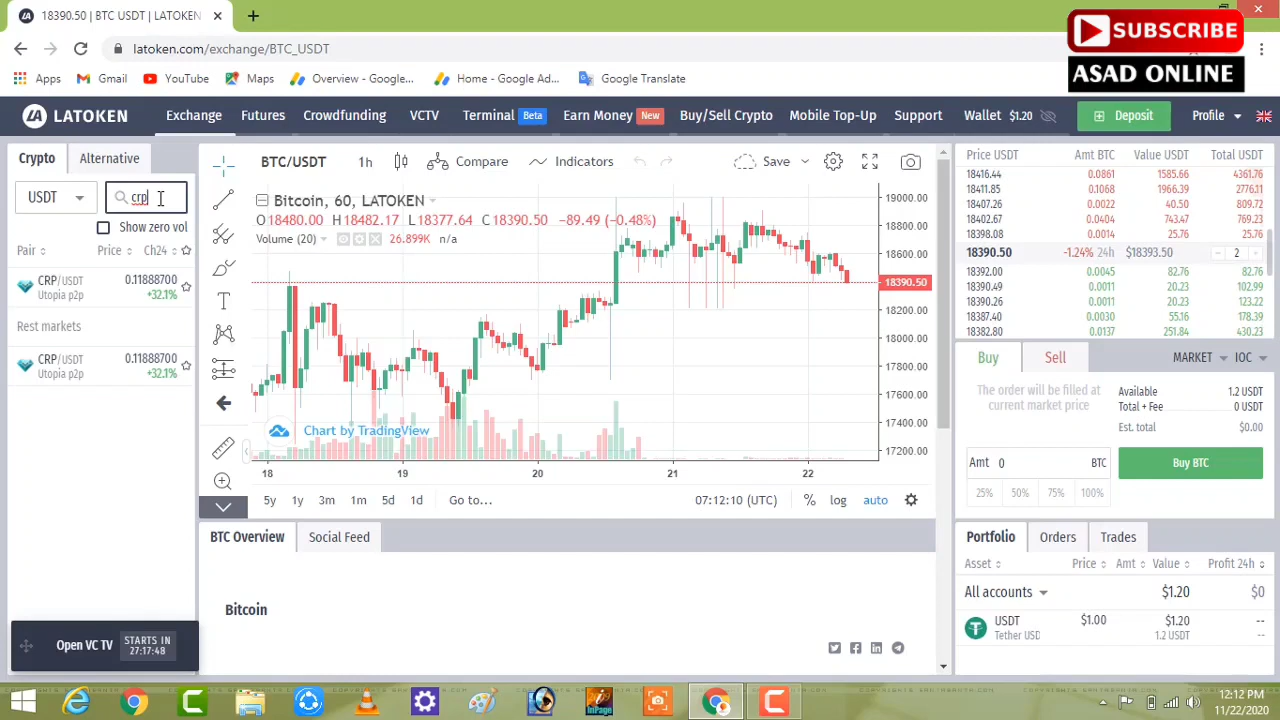 18390.50 | BTC USDT | LATOKEN
SUBSCRIBE
ASAD ONLINE
latoken.com/exchange/BTC_USDT
Apps Gmail YouTube Maps Overview - Google... Home - Google Ad... Google Translate
LATOKEN Exchange Futures Crowdfunding VCTV Terminal Beta Earn Money New Buy/Sell Crypto Mobile Top-Up Support Wallet $1.20 Deposit Profile
Crypto Alternative
USDT crp
Show zero vol
Pair Price Ch24
CRP/USDT 0.11888700
Utopia p2p +32.1%
Rest markets
CRP/USDT 0.11888700
Utopia p2p +32.1%
Open VC TV STARTS IN
27:17:48
BTC/USDT 1h Compare Indicators Save
Bitcoin, 60, LATOKEN
O18480.00 H18482.17 L18377.64 C18390.50 -89.49 (-0.48%)
Volume (20) 26.899K n/a
19000.00
18800.00
18600.00
18390.50
18200.00
18000.00
17800.00
17600.00
17400.00
17200.00
Chart by TradingView
18 19 20 21 22
5y 1y 3m 1m 5d 1d Go to... 07:12:10 (UTC) % log auto
BTC Overview Social Feed
Bitcoin
Price USDT Amt BTC Value USDT Total USDT
18416.44 0.0861 1585.66 4361.76
18411.85 0.1068 1966.39 2776.11
18407.26 0.0022 40.50 809.72
18402.67 0.0404 743.47 769.23
18398.08 0.0014 25.76 25.76
18390.50 -1.24% 24h $18393.50 − 2 +
18392.00 0.0045 82.76 82.76
18390.49 0.0011 20.23 102.99
18390.26 0.0011 20.23 123.22
18387.40 0.0030 55.16 178.39
18382.80 0.0137 251.84 430.23
Buy Sell MARKET IOC
The order will be filled at
current market price
Available 1.2 USDT
Total + Fee 0 USDT
Est. total $0.00
Amt 0 BTC
Buy BTC
25% 50% 75% 100%
Portfolio Orders Trades
Asset Price Amt Value Profit 24h
All accounts $1.20 $0
USDT $1.00 $1.20 --
Tether USD 1.2 USDT --
InPage
12:12 PM
11/22/2020